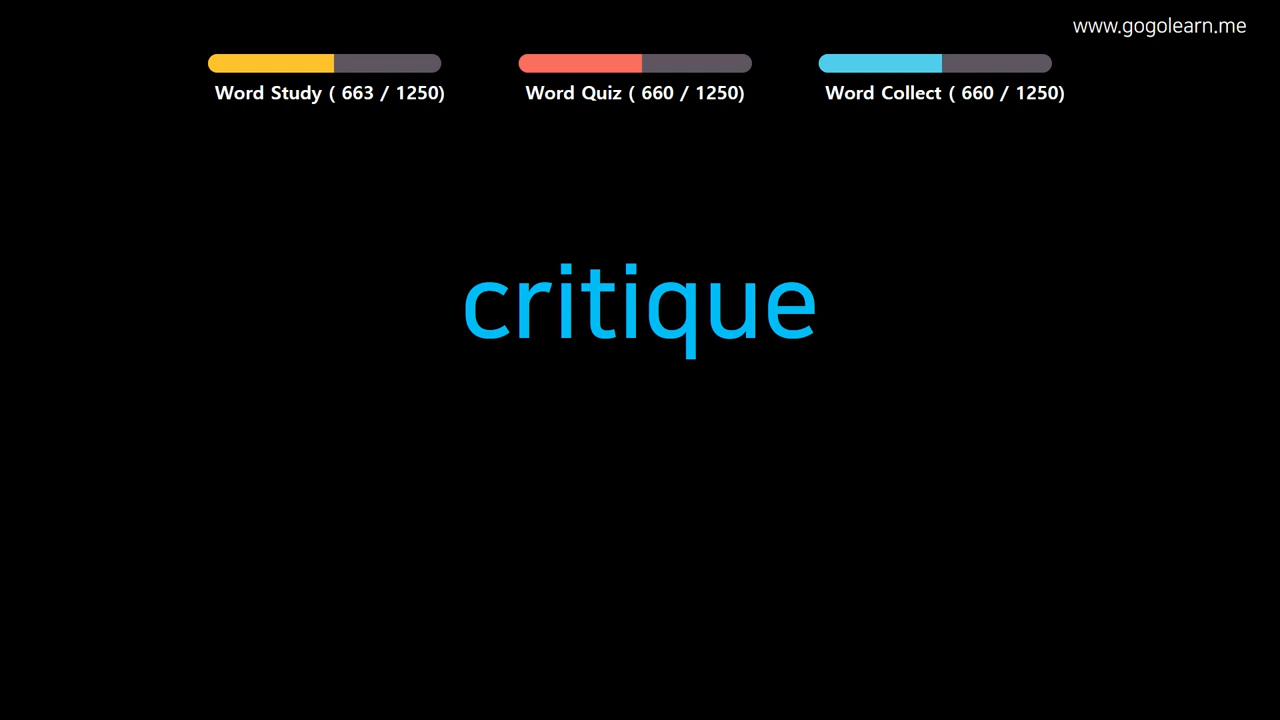 www.gogolearn.me
Word Study ( 663 / 1250)
Word Quiz ( 660 / 1250)
Word Collect ( 660 / 1250)
critique